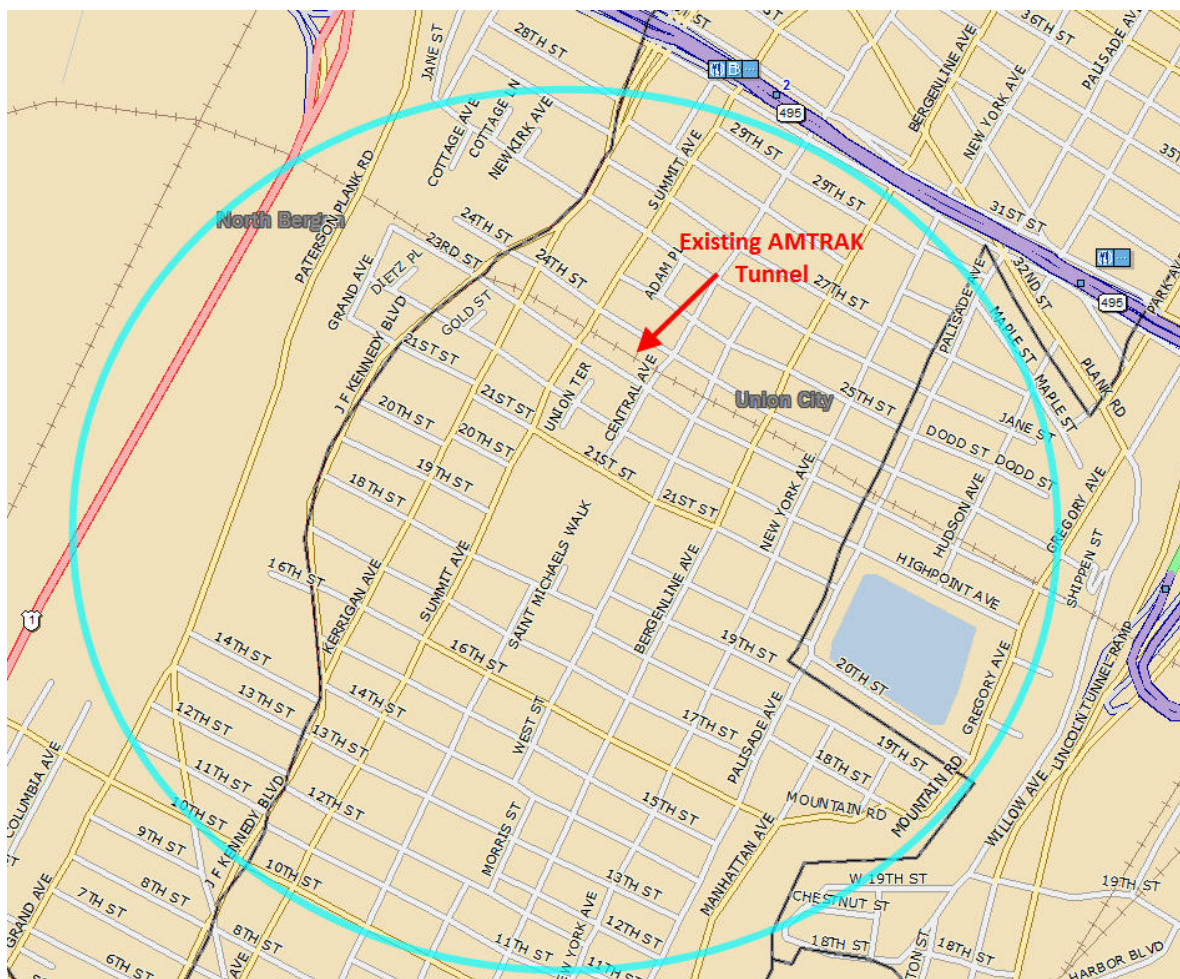 28TH ST
36TH ST
PALISADE AVE
JANE ST
BERGENLINE AVE
2
495
NEW YORK AVE
COTTAGE AVE
COTTAGE LN
NEWKIRK AVE
SUMMIT AVE
29TH ST
29TH ST
PATERSON PLANK RD
North Bergen
31ST ST
24TH ST
23RD ST
24TH ST
Existing AMTRAK
Tunnel
ADAM PL
27TH ST
PALISADE AVE
32ND ST
495
PARK AVE
DIETZ PL
GRAND AVE
GOLD ST
J F KENNEDY BLVD
MAPLE ST
MAPLE ST
PLANK RD
21ST ST
UNION TER
CENTRAL AVE
Union City
25TH ST
JANE ST
20TH ST
21ST ST
20TH ST
21ST ST
DODD ST
DODD ST
19TH ST
18TH ST
21ST ST
NEW YORK AVE
HUDSON AVE
GREGORY AVE
SAINT MICHAELS WALK
HIGHPOINT AVE
SHIPPEN ST
16TH ST
KERRIGAN AVE
SUMMIT AVE
BERGENLINE AVE
1
14TH ST
16TH ST
19TH ST
20TH ST
GREGORY AVE
LINCOLN TUNNEL RAMP
13TH ST
14TH ST
WEST ST
17TH ST
PALISADE AVE
19TH ST
12TH ST
13TH ST
18TH ST
MOUNTAIN RD
COLUMBIA AVE
11TH ST
12TH ST
15TH ST
MOUNTAIN RD
WILLOW AVE
10TH ST
J F KENNEDY BLVD
MORRIS ST
MANHATTAN AVE
9TH ST
10TH ST
13TH ST
W 19TH ST
19TH ST
8TH ST
CHESTNUT ST
GRAND AVE
7TH ST
8TH ST
11TH ST
12TH ST
18TH ST
18TH ST
6TH ST
AVE
YORK AVE
11TH ST
TON ST
HARBOR BLVD